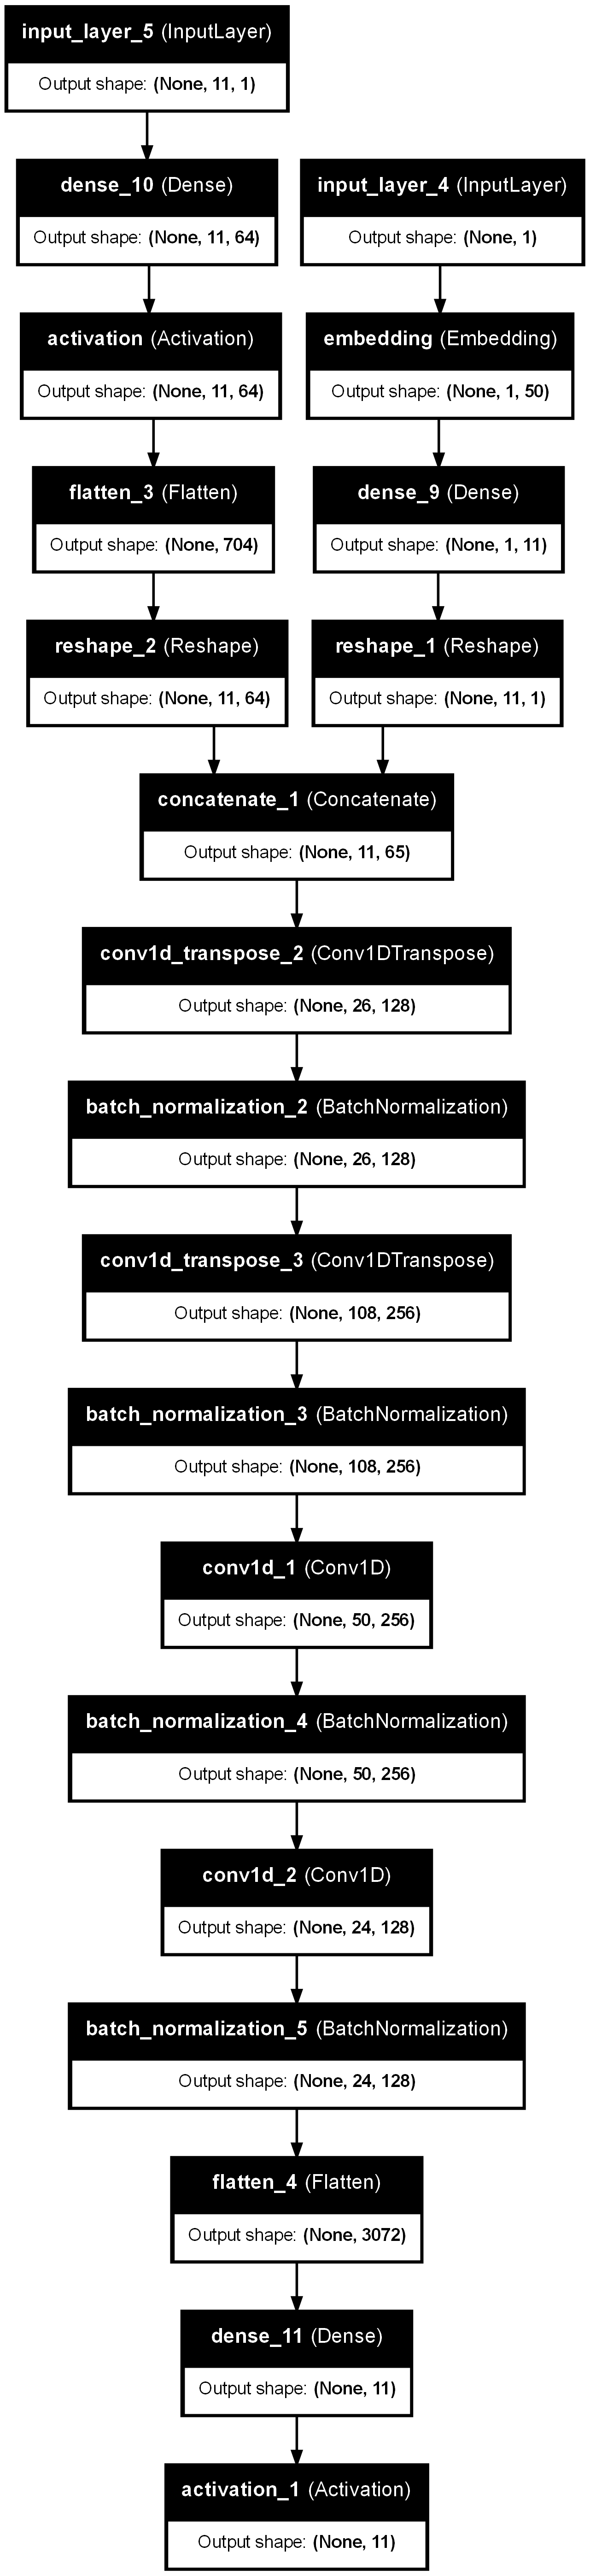 input_layer_5 (InputLayer)
Output shape: (None, 11, 1)
dense_10 (Dense)
Output shape: (None, 11, 64)
input_layer_4 (InputLayer)
Output shape: (None, 1)
activation (Activation)
Output shape: (None, 11, 64)
embedding (Embedding)
Output shape: (None, 1, 50)
flatten_3 (Flatten)
Output shape: (None, 704)
dense_9 (Dense)
Output shape: (None, 1, 11)
reshape_2 (Reshape)
Output shape: (None, 11, 64)
reshape_1 (Reshape)
Output shape: (None, 11, 1)
concatenate_1 (Concatenate)
Output shape: (None, 11, 65)
conv1d_transpose_2 (Conv1DTranspose)
Output shape: (None, 26, 128)
batch_normalization_2 (BatchNormalization)
Output shape: (None, 26, 128)
conv1d_transpose_3 (Conv1DTranspose)
Output shape: (None, 108, 256)
batch_normalization_3 (BatchNormalization)
Output shape: (None, 108, 256)
conv1d_1 (Conv1D)
Output shape: (None, 50, 256)
batch_normalization_4 (BatchNormalization)
Output shape: (None, 50, 256)
conv1d_2 (Conv1D)
Output shape: (None, 24, 128)
batch_normalization_5 (BatchNormalization)
Output shape: (None, 24, 128)
flatten_4 (Flatten)
Output shape: (None, 3072)
dense_11 (Dense)
Output shape: (None, 11)
activation_1 (Activation)
Output shape: (None, 11)